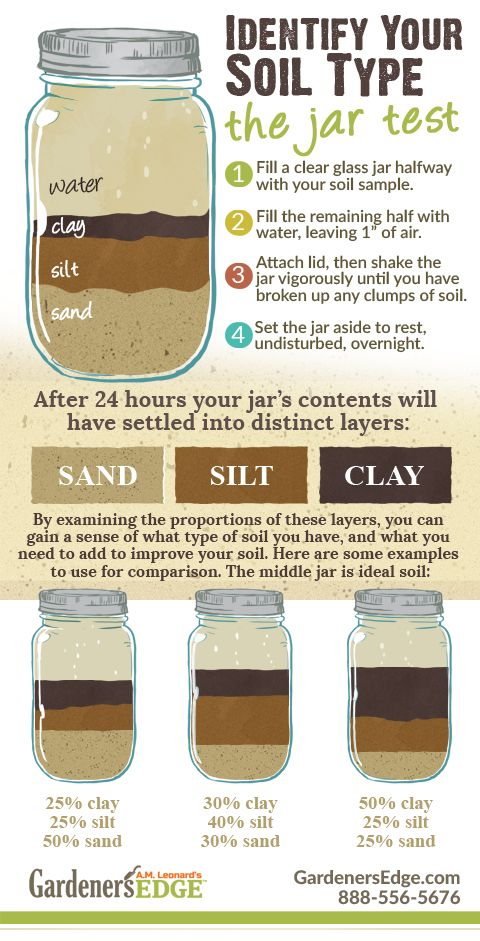 IDENTIFY YOUR
SOIL TYPE
the jar test
water
clay
silt
sand
1 Fill a clear glass jar halfway
with your soil sample.
2 Fill the remaining half with
water, leaving 1” of air.
3 Attach lid, then shake the
jar vigorously until you have
broken up any clumps of soil.
4 Set the jar aside to rest,
undisturbed, overnight.
After 24 hours your jar’s contents will
have settled into distinct layers:
SAND SILT CLAY
By examining the proportions of these layers, you can
gain a sense of what type of soil you have, and what you
need to add to improve your soil. Here are some examples
to use for comparison. The middle jar is ideal soil:
25% clay
25% silt
50% sand
30% clay
40% silt
30% sand
50% clay
25% silt
25% sand
A.M. Leonard's
GARDENER'S EDGE™
GardenersEdge.com
888-556-5676